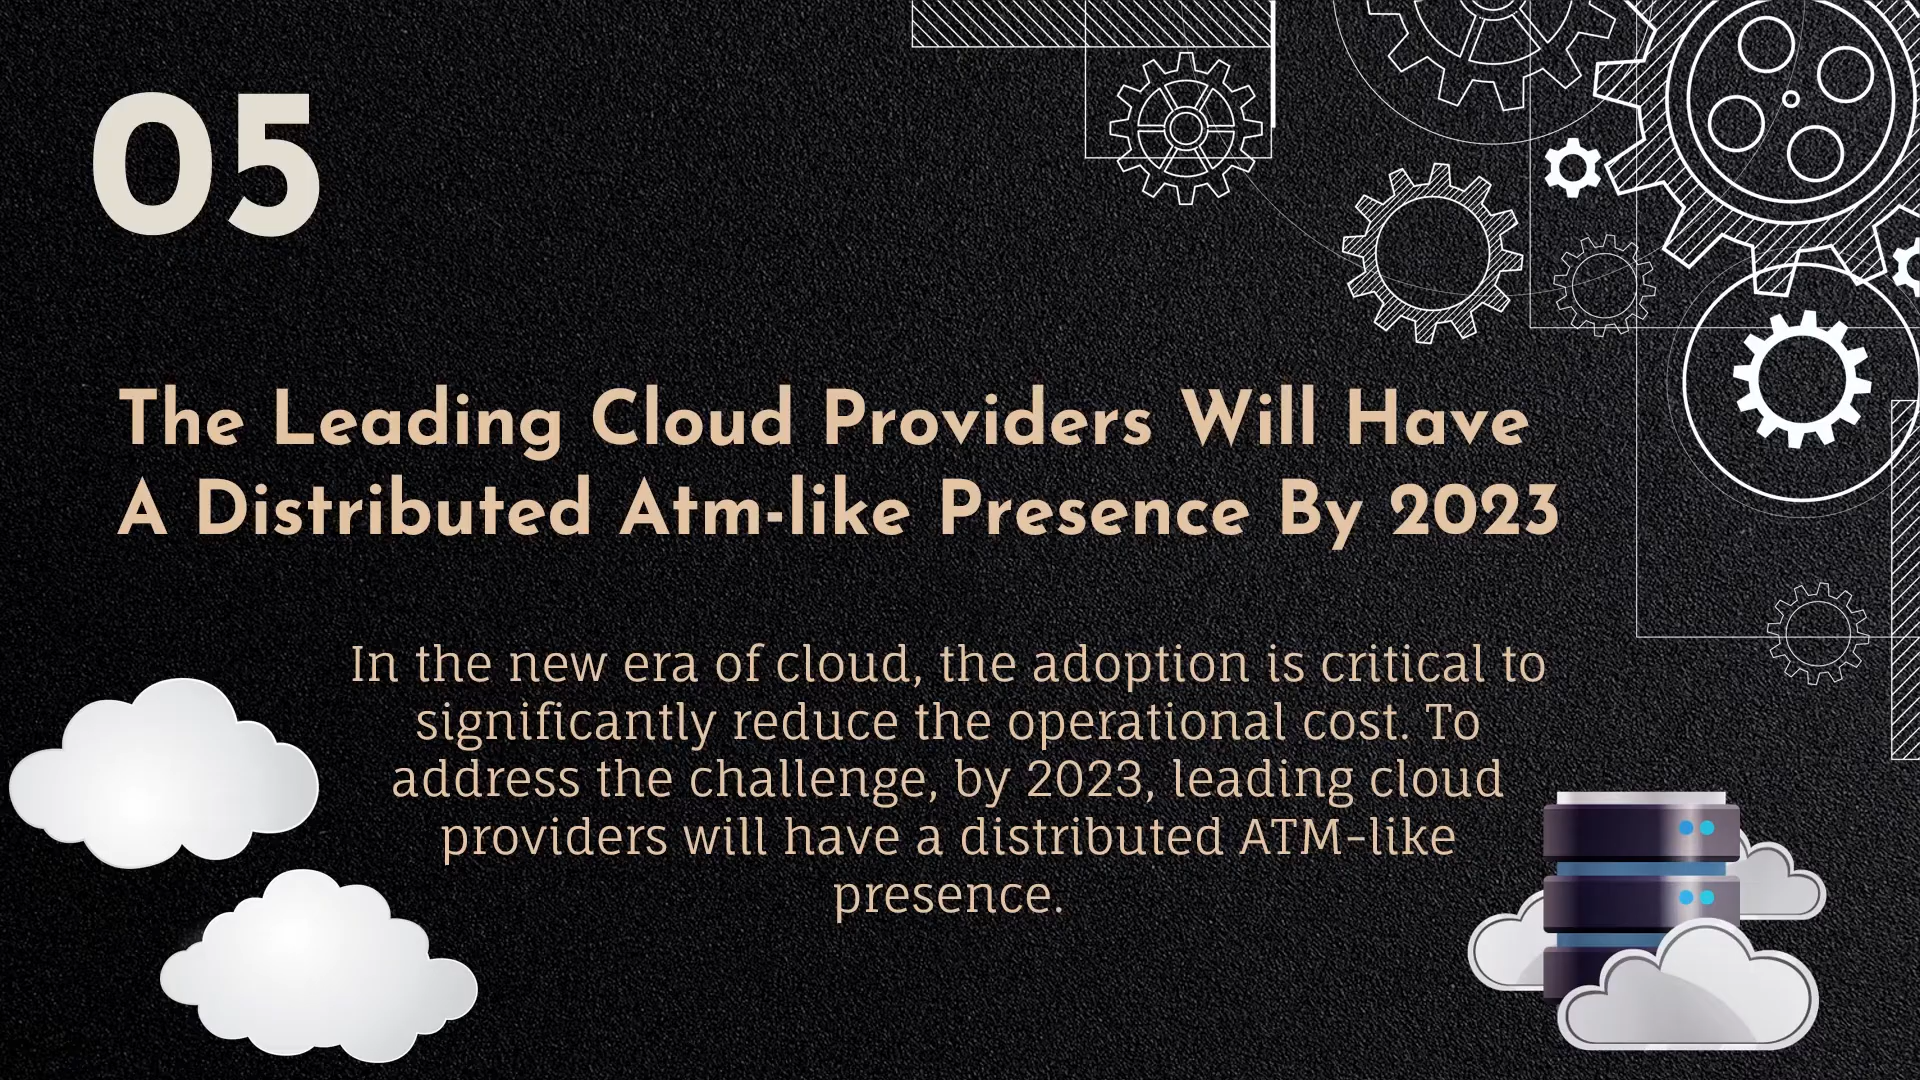 05
The Leading Cloud Providers Will Have
A Distributed Atm-like Presence By 2023
In the new era of cloud, the adoption is critical to
significantly reduce the operational cost. To
address the challenge, by 2023, leading cloud
providers will have a distributed ATM-like
presence.